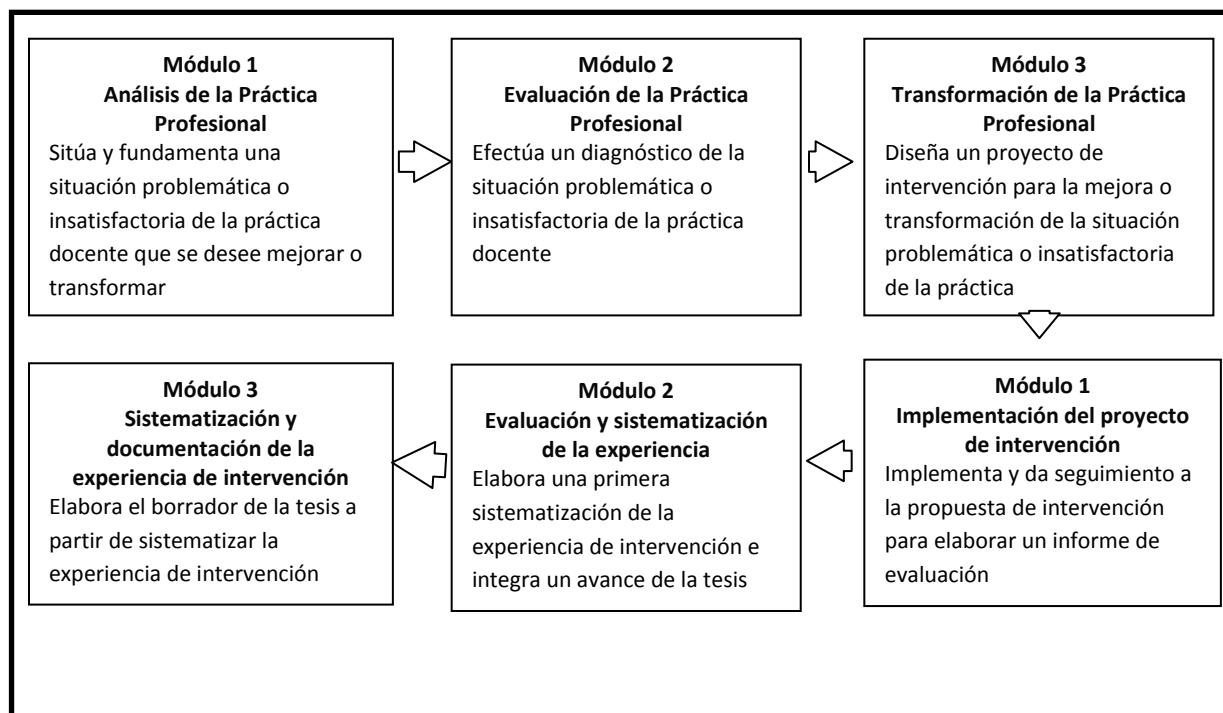 Módulo 1
Análisis de la Práctica
Profesional
Sitúa y fundamenta una
situación problemática o
insatisfactoria de la práctica
docente que se desee mejorar o
transformar
Módulo 2
Evaluación de la Práctica
Profesional
Efectúa un diagnóstico de la
situación problemática o
insatisfactoria de la práctica
docente
Módulo 3
Transformación de la Práctica
Profesional
Diseña un proyecto de
intervención para la mejora o
transformación de la situación
problemática o insatisfactoria
de la práctica
Módulo 1
Implementación del proyecto
de intervención
Implementa y da seguimiento a
la propuesta de intervención
para elaborar un informe de
evaluación
Módulo 2
Evaluación y sistematización
de la experiencia
Elabora una primera
sistematización de la
experiencia de intervención e
integra un avance de la tesis
Módulo 3
Sistematización y
documentación de la
experiencia de intervención
Elabora el borrador de la tesis a
partir de sistematizar la
experiencia de intervención